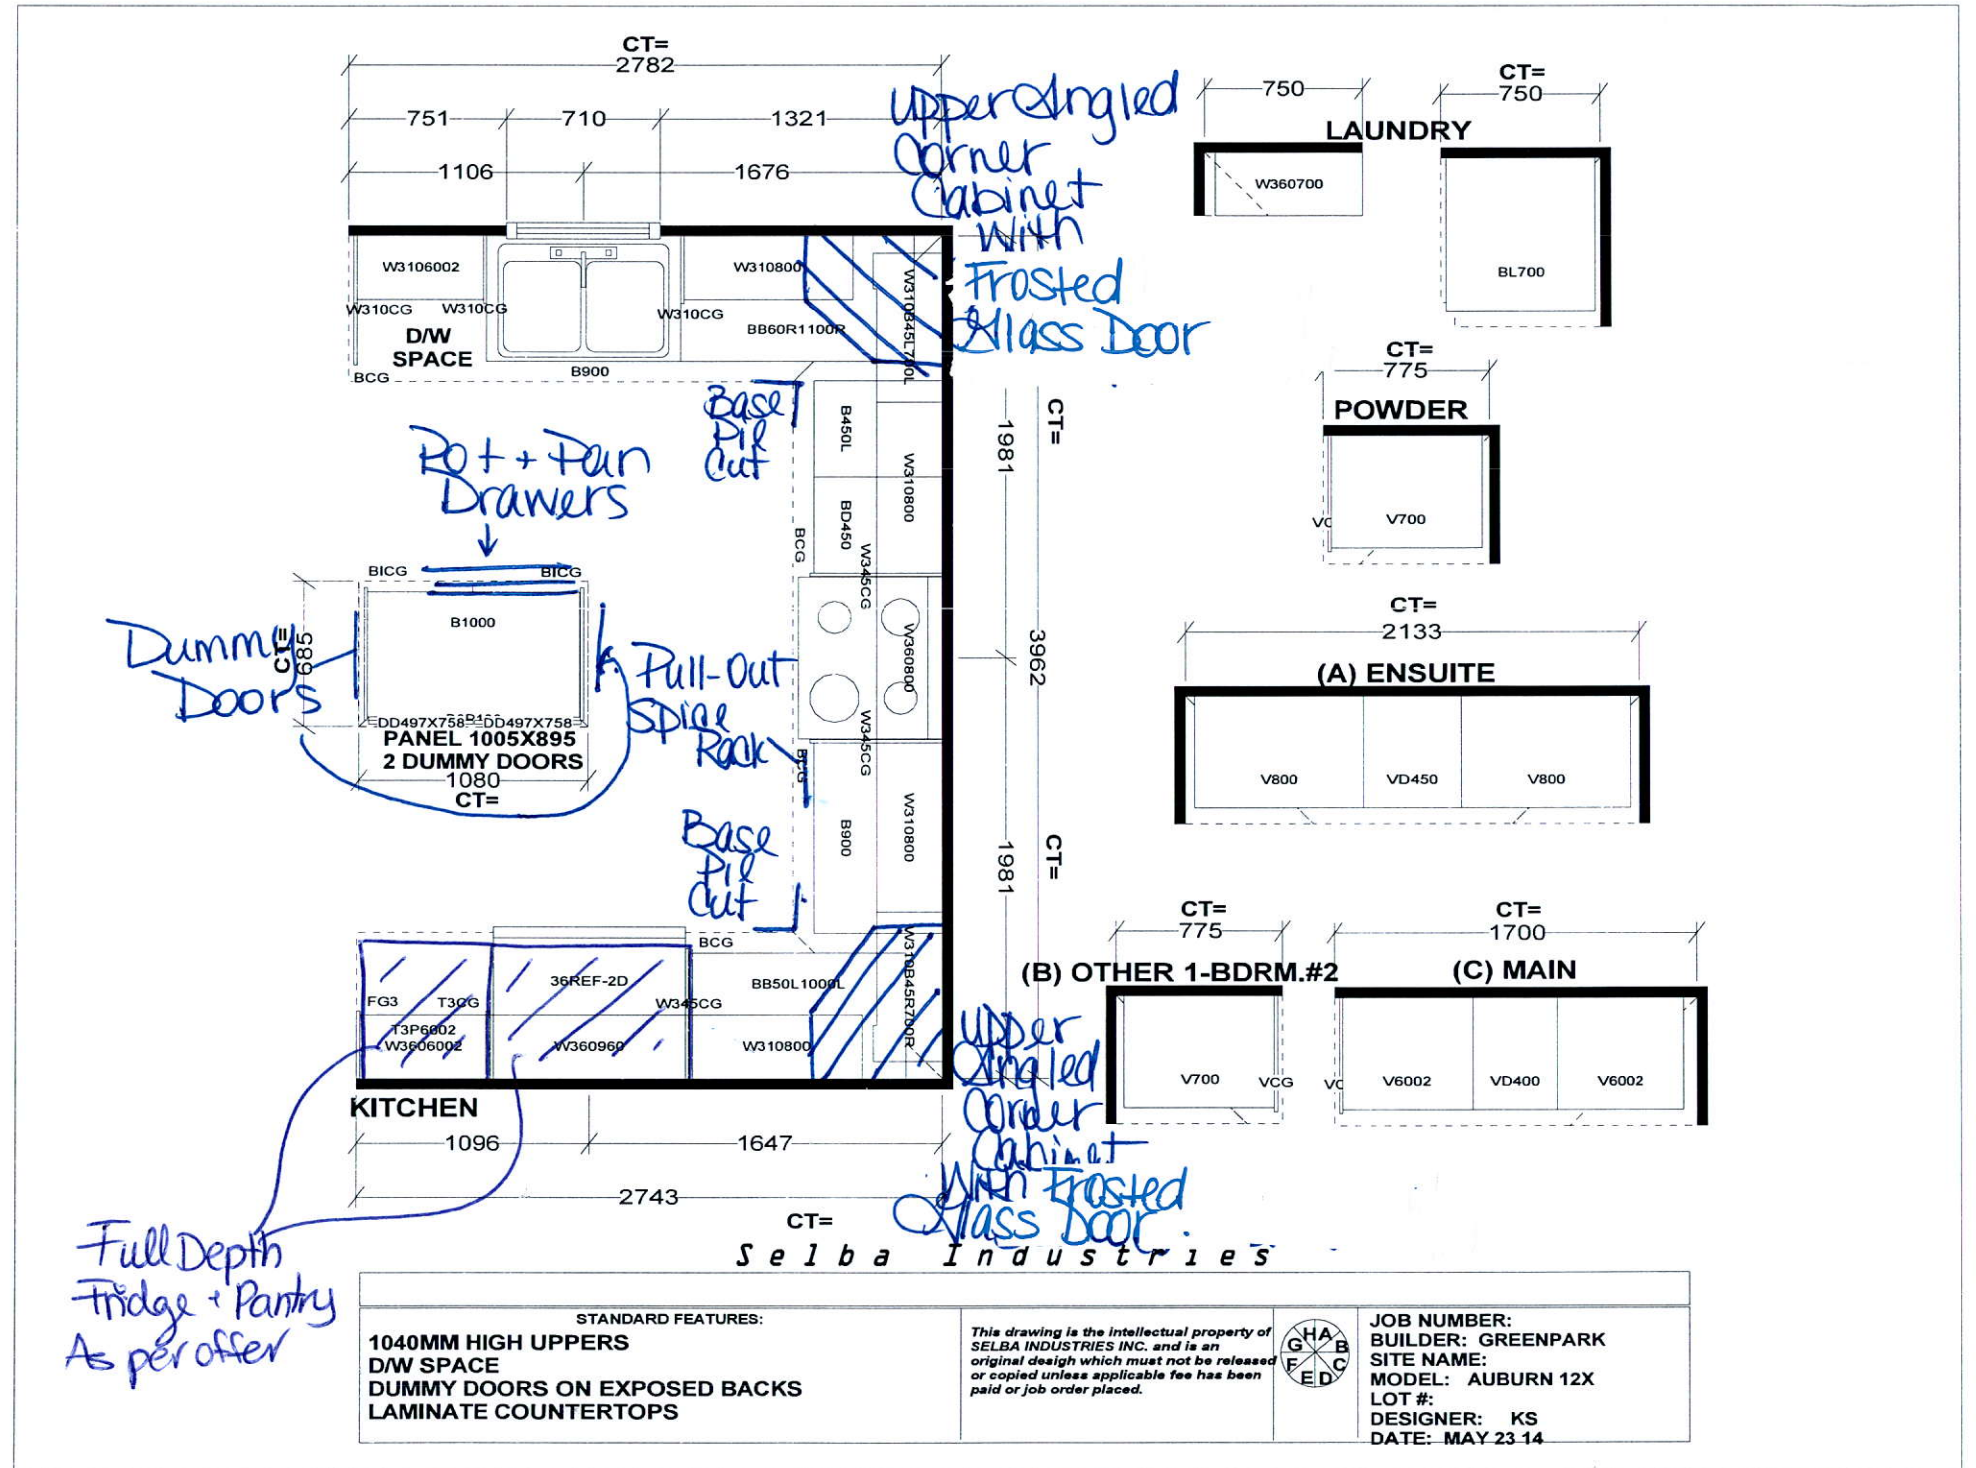 CT=
2782
751
710
1321
1106
1676
Upper Angled
Corner
Cabinet
With
Frosted
Glass Door
W3106002
W310800
W310CG
W310CG
W310CG
D/W
SPACE
BB60R1100R
BCG
B900
Base
Pie
Cut
Pot + Pan
Drawers
B450L
BD450
W310800
BCG
W345CG
W360800
W345CG
BCG
B900
W310800
1981
CT=
3962
1981
CT=
BICG
BICG
B1000
CT=
685
Dummy
Doors
DD497X758
DD497X758
PANEL 1005X895
2 DUMMY DOORS
1080
CT=
Pull-Out
Spice
Rack
Base
Pie
Cut
BCG
36REF-2D
BB50L1000L
FG3
T3CG
W345CG
T3P6002
W3606002
W360960
W310800
KITCHEN
1096
1647
2743
CT=
Upper
Angled
Corner
Cabinet
With Frosted
Glass Door
Full Depth
Fridge + Pantry
As per offer
750
CT=
750
LAUNDRY
W360700
BL700
CT=
775
POWDER
V700
CT=
2133
(A) ENSUITE
V800
VD450
V800
CT=
775
(B) OTHER 1-BDRM.#2
V700
VCG
CT=
1700
(C) MAIN
V6002
VD400
V6002
Selba Industries
STANDARD FEATURES:
1040MM HIGH UPPERS
D/W SPACE
DUMMY DOORS ON EXPOSED BACKS
LAMINATE COUNTERTOPS
This drawing is the intellectual property of
SELBA INDUSTRIES INC. and is an
original desigh which must not be released
or copied unless applicable fee has been
paid or job order placed.
G H A B
F E D C
JOB NUMBER:
BUILDER: GREENPARK
SITE NAME:
MODEL: AUBURN 12X
LOT #:
DESIGNER: KS
DATE: MAY 23 14